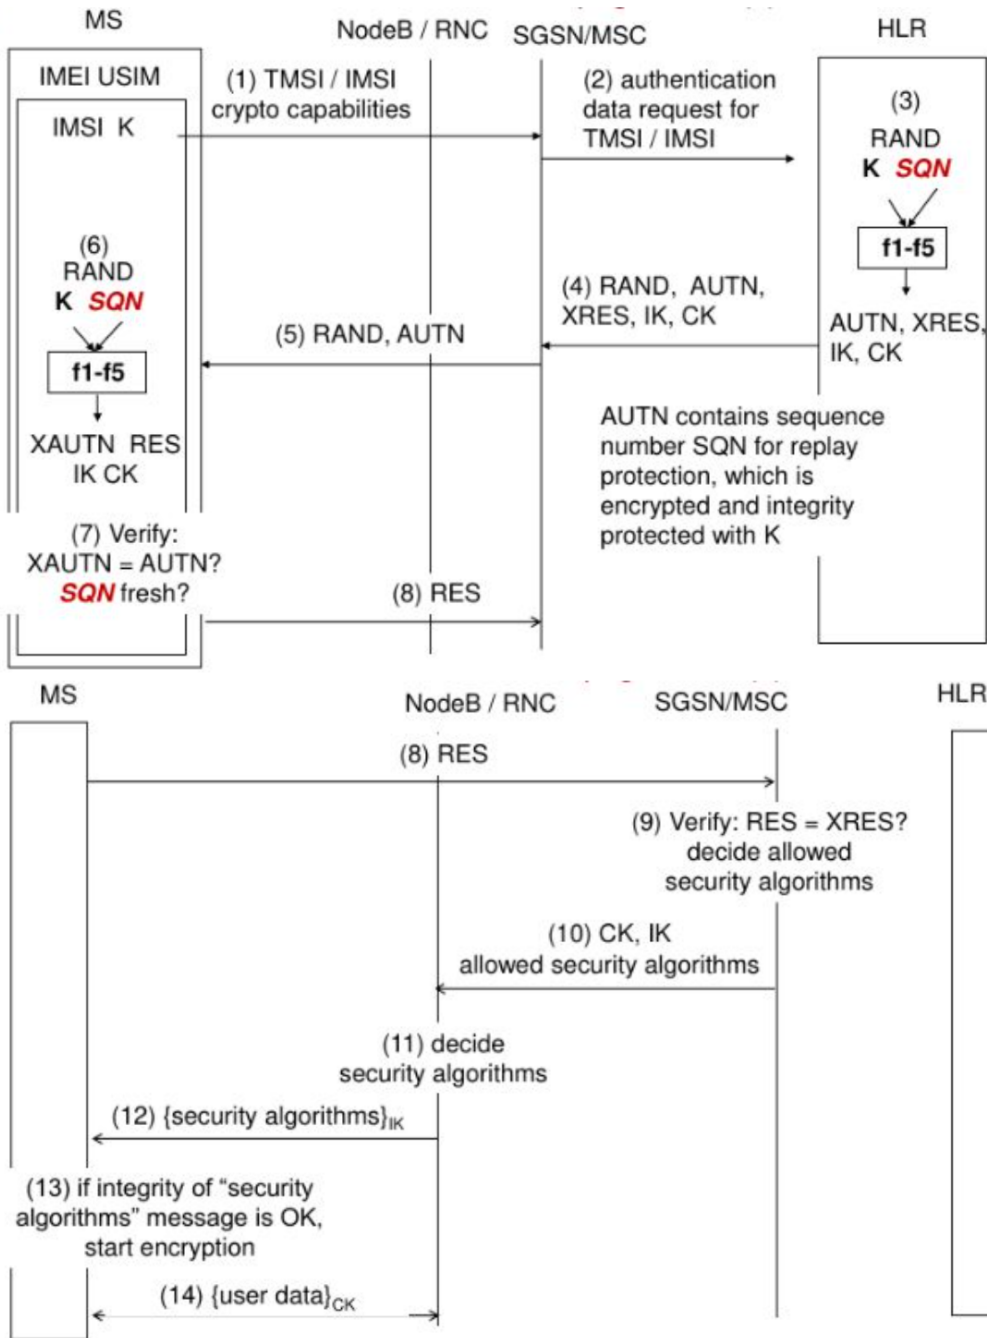 MS
NodeB / RNC
SGSN/MSC
HLR
IMEI USIM
IMSI K
(1) TMSI / IMSI
crypto capabilities
(2) authentication
data request for
TMSI / IMSI
(3)
RAND
K SQN
f1-f5
AUTN, XRES,
IK, CK
(4) RAND, AUTN,
XRES, IK, CK
(5) RAND, AUTN
(6)
RAND
K SQN
f1-f5
XAUTN RES
IK CK
AUTN contains sequence
number SQN for replay
protection, which is
encrypted and integrity
protected with K
(7) Verify:
XAUTN = AUTN?
SQN fresh?
(8) RES
MS
NodeB / RNC
SGSN/MSC
HLR
(8) RES
(9) Verify: RES = XRES?
decide allowed
security algorithms
(10) CK, IK
allowed security algorithms
(11) decide
security algorithms
(12) {security algorithms}IK
(13) if integrity of “security
algorithms” message is OK,
start encryption
(14) {user data}CK